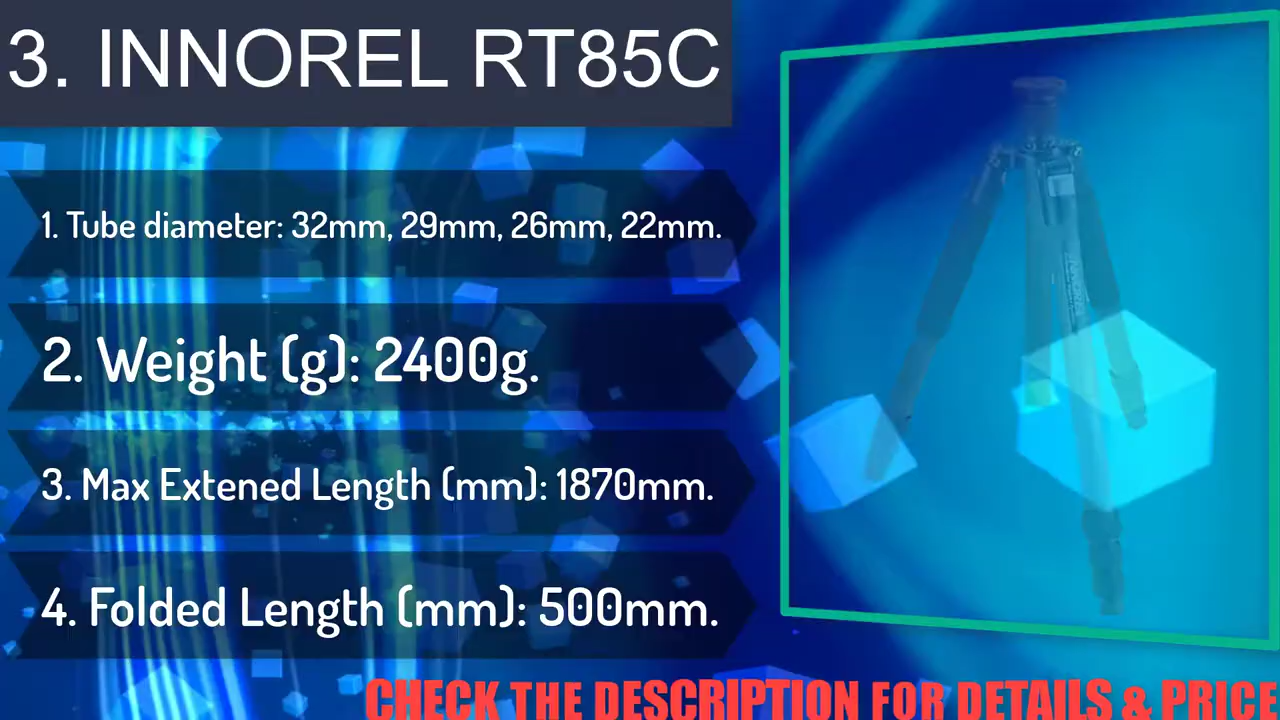 3. INNOREL RT85C
1. Tube diameter: 32mm, 29mm, 26mm, 22mm.
2. Weight (g): 2400g.
3. Max Extened Length (mm): 1870mm.
4. Folded Length (mm): 500mm.
CHECK THE DESCRIPTION FOR DETAILS & PRICE